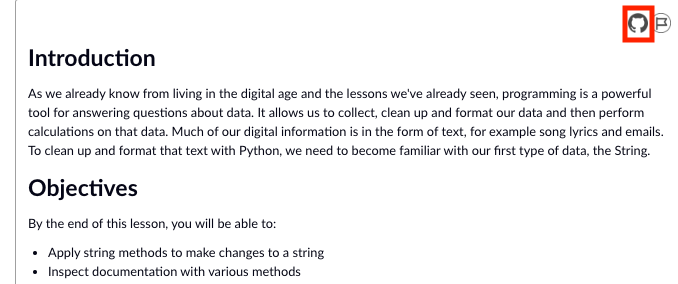 Introduction
As we already know from living in the digital age and the lessons we've already seen, programming is a powerful
tool for answering questions about data. It allows us to collect, clean up and format our data and then perform
calculations on that data. Much of our digital information is in the form of text, for example song lyrics and emails.
To clean up and format that text with Python, we need to become familiar with our first type of data, the String.
Objectives
By the end of this lesson, you will be able to:
• Apply string methods to make changes to a string
• Inspect documentation with various methods